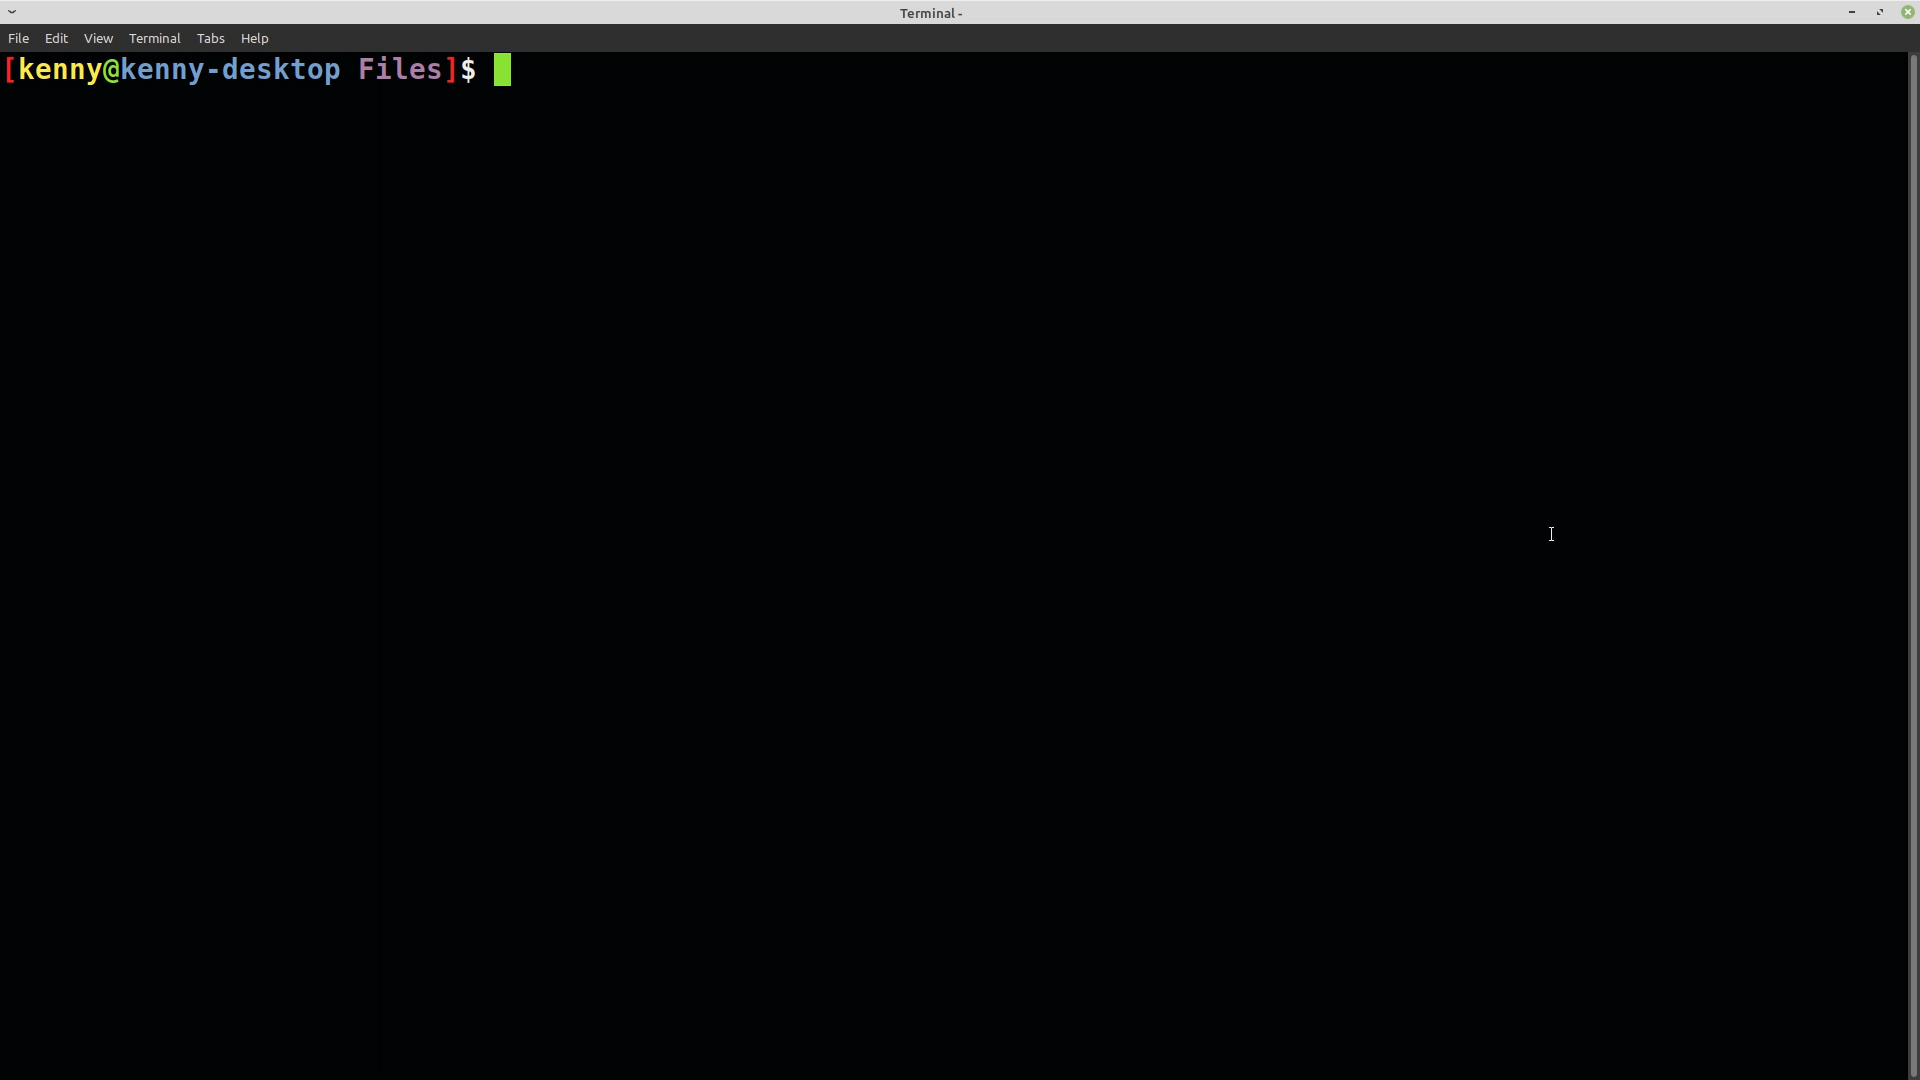 Terminal -
File Edit View Terminal Tabs Help
[kenny@kenny-desktop Files]$